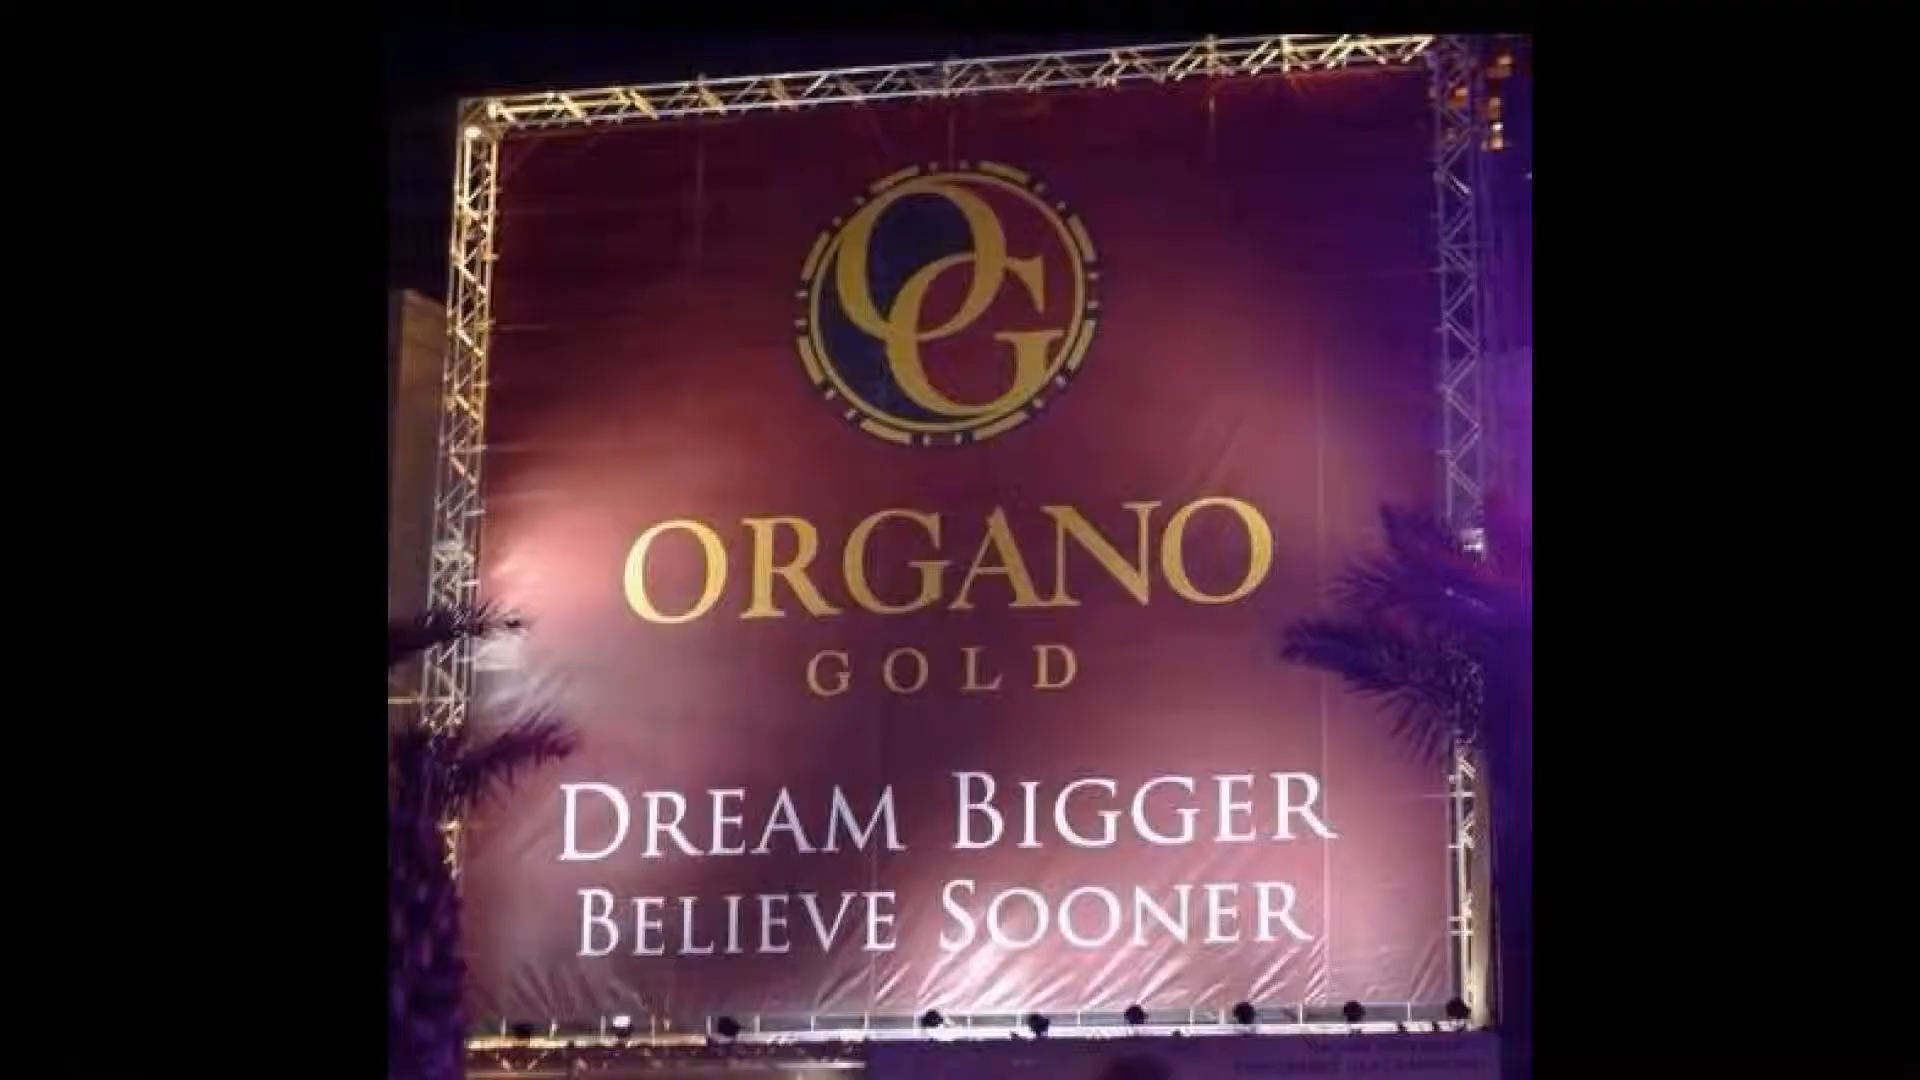 OG
ORGANO
GOLD
DREAM BIGGER
BELIEVE SOONER